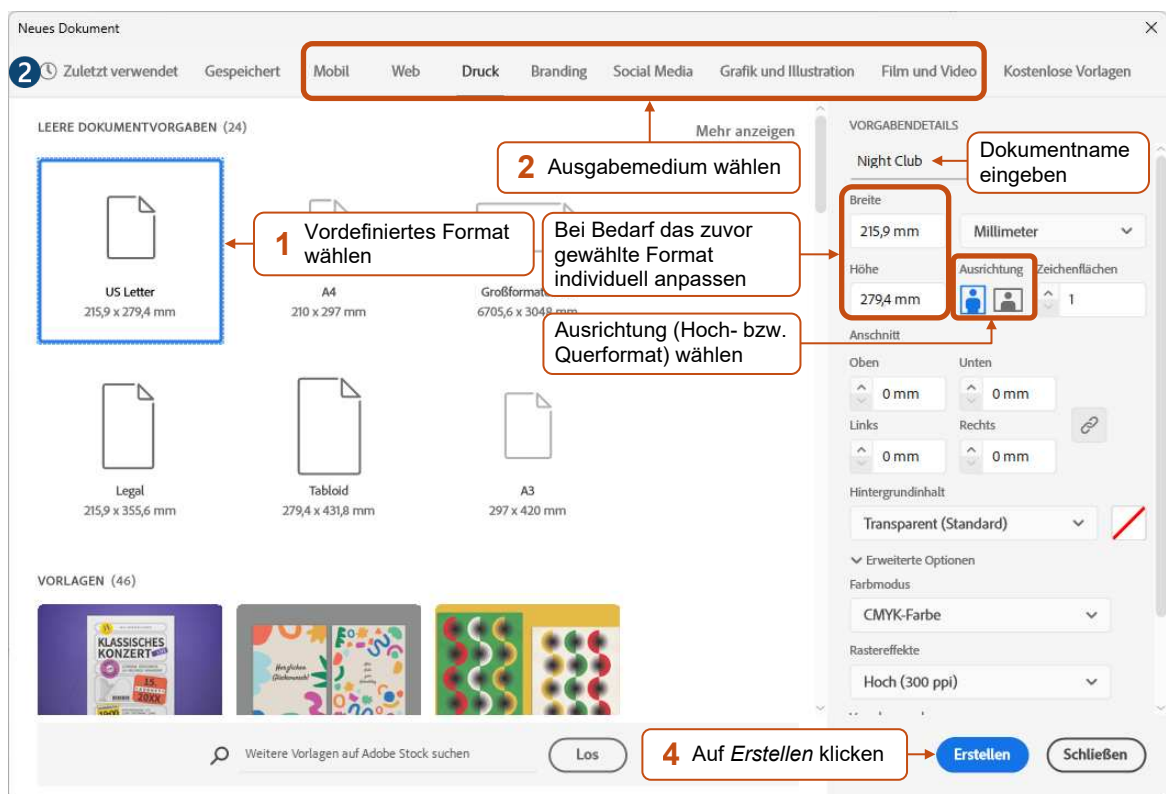 Neues Dokument
2 Zuletzt verwendet Gespeichert Mobil Web Druck Branding Social Media Grafik und Illustration Film und Video Kostenlose Vorlagen
LEERE DOKUMENTVORGABEN (24)
Mehr anzeigen
2 Ausgabemedium wählen
1 Vordefiniertes Format
wählen
US Letter
215,9 x 279,4 mm
A4
210 x 297 mm
6705,6 x 3048 mm
Legal
215,9 x 355,6 mm
Tabloid
279,4 x 431,8 mm
A3
297 x 420 mm
VORLAGEN (46)
KLASSISCHES
KONZERT
15.
20XX
Herzlichen
Glückwunsch!
Weitere Vorlagen auf Adobe Stock suchen
Los
VORGABENDETAILS
Night Club
Dokumentname
eingeben
Breite
215,9 mm Millimeter
Bei Bedarf das zuvor
gewählte Format
individuell anpassen
Höhe Ausrichtung Zeichenflächen
279,4 mm 1
Ausrichtung (Hoch- bzw.
Querformat) wählen
Anschnitt
Oben Unten
0 mm 0 mm
Links Rechts
0 mm 0 mm
Hintergrundinhalt
Transparent (Standard)
Erweiterte Optionen
Farbmodus
CMYK-Farbe
Rastereffekte
Hoch (300 ppi)
4 Auf Erstellen klicken
Erstellen Schließen